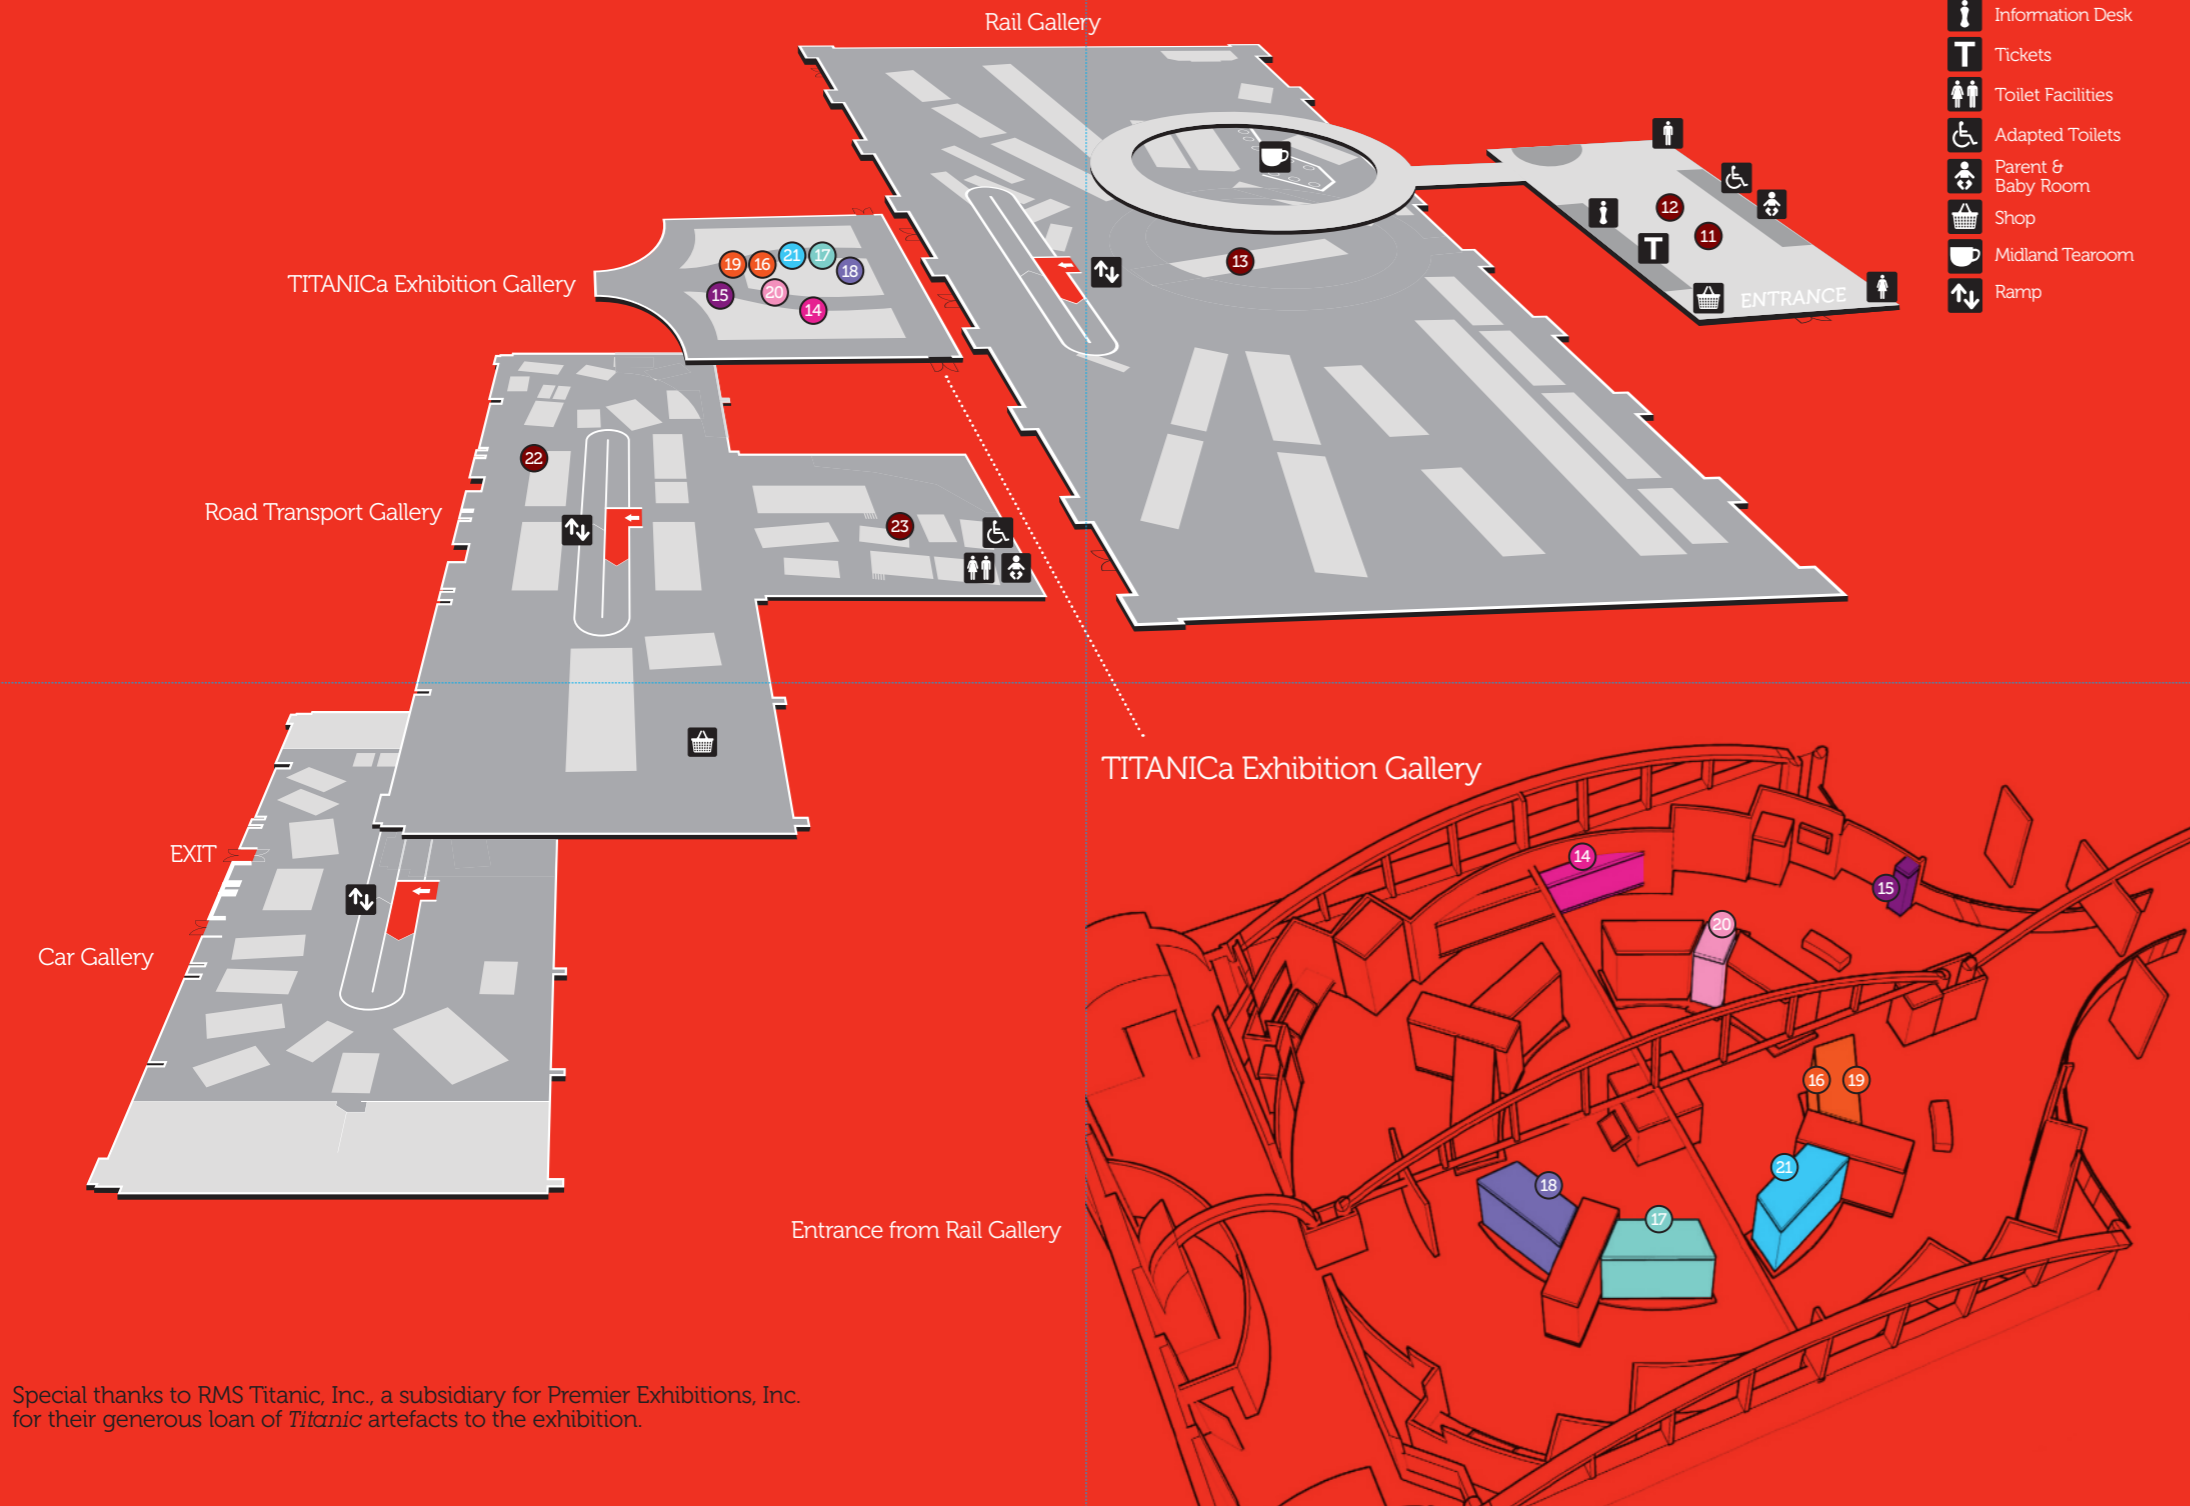 Rail Gallery
Information Desk
Tickets
Toilet Facilities
Adapted Toilets
Parent &
Baby Room
Shop
Midland Tearoom
Ramp
T
12
11
T
ENTRANCE
13
TITANICa Exhibition Gallery
19
16
21
17
18
15
20
14
22
Road Transport Gallery
23
EXIT
Car Gallery
TITANICa Exhibition Gallery
14
15
20
16
19
21
18
17
Entrance from Rail Gallery
Special thanks to RMS Titanic, Inc., a subsidiary for Premier Exhibitions, Inc.
for their generous loan of Titanic artefacts to the exhibition.